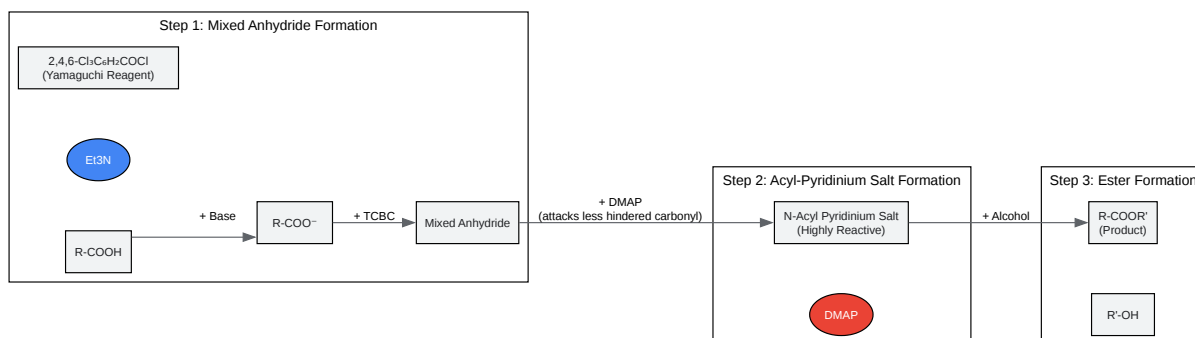 Step 1: Mixed Anhydride Formation
2,4,6-Cl₃C₆H₂COCl
(Yamaguchi Reagent)
Et3N
+ Base
R-COOH
R-COO⁻
+ TCBC
Mixed Anhydride
+ DMAP
(attacks less hindered carbonyl)
Step 2: Acyl-Pyridinium Salt Formation
N-Acyl Pyridinium Salt
(Highly Reactive)
DMAP
+ Alcohol
Step 3: Ester Formation
R-COOR'
(Product)
R'-OH